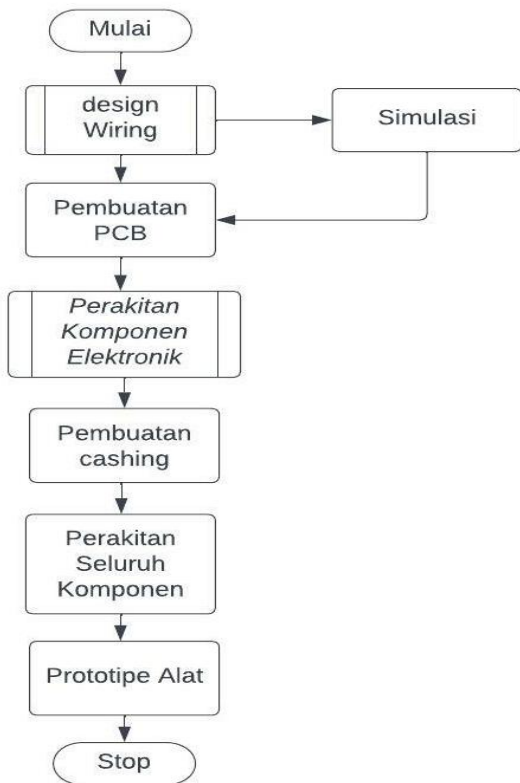 Mulai
design
Wiring
Simulasi
Pembuatan
PCB
Perakitan
Komponen
Elektronik
Pembuatan
cashing
Perakitan
Seluruh
Komponen
Prototipe Alat
Stop